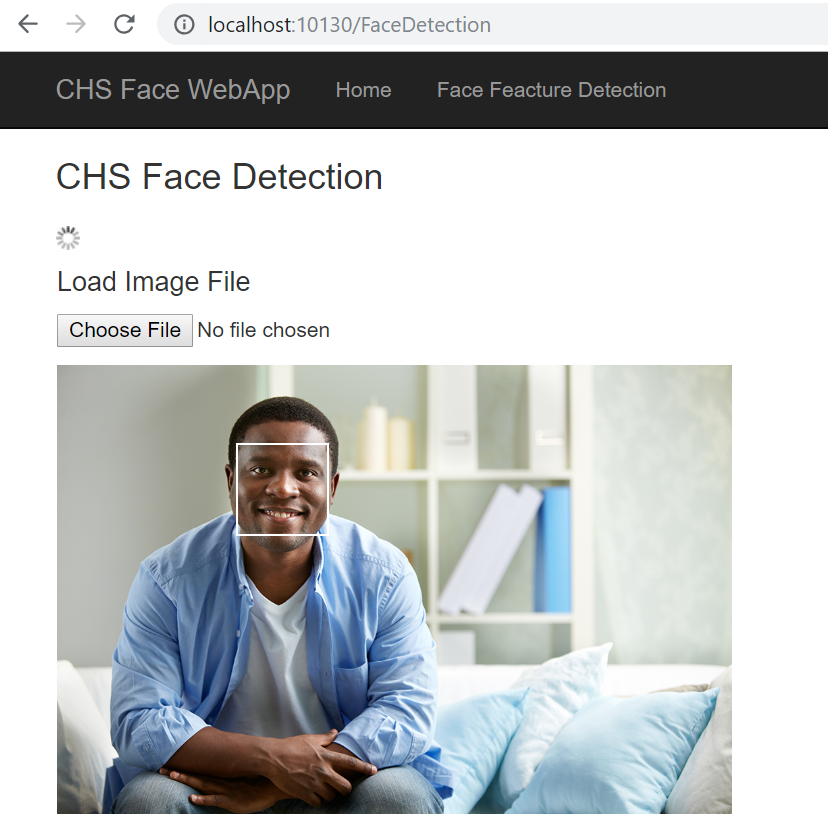 localhost:10130/FaceDetection
CHS Face WebApp Home Face Feacture Detection
CHS Face Detection
Load Image File
Choose File No file chosen